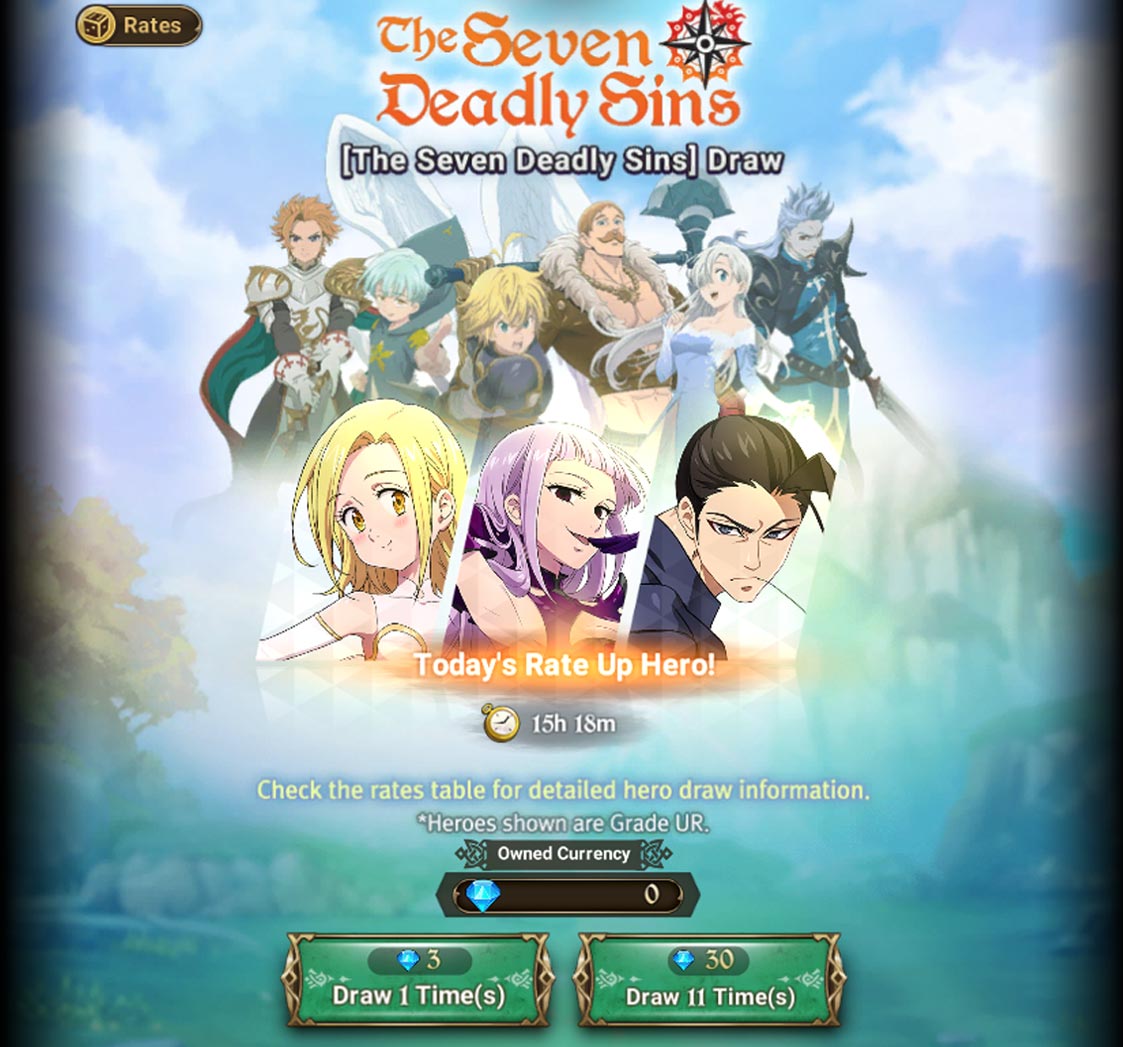 Rates
The Seven
Deadly Sins
[The Seven Deadly Sins] Draw
Today's Rate Up Hero!
15h 18m
Check the rates table for detailed hero draw information.
*Heroes shown are Grade UR.
Owned Currency
0
3
Draw 1 Time(s)
30
Draw 11 Time(s)